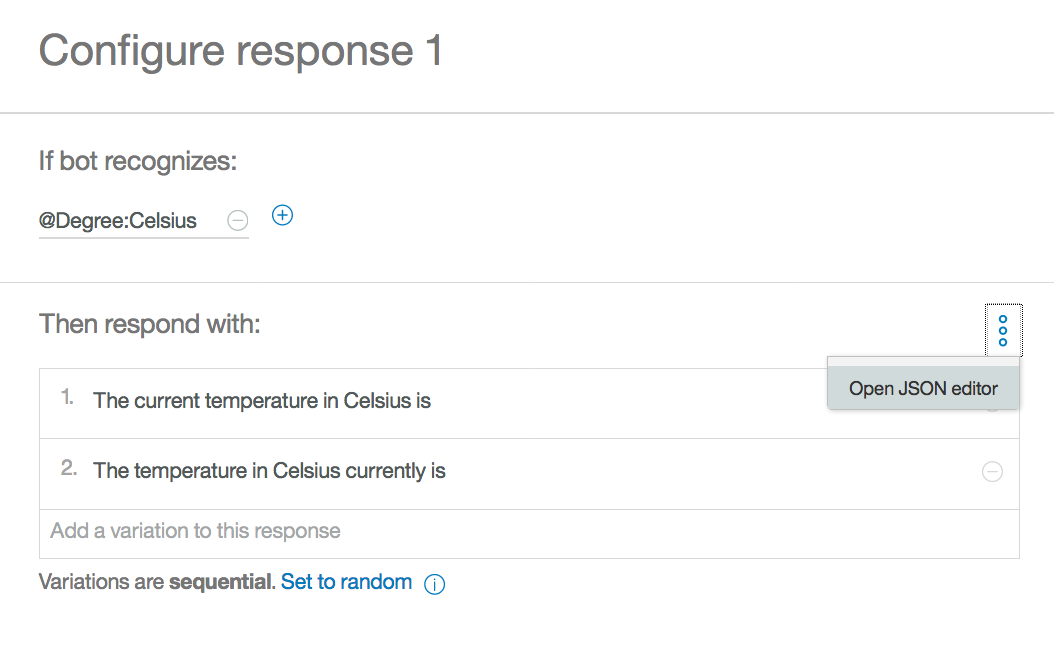 Configure response 1
If bot recognizes:
@Degree:Celsius
Then respond with:
Open JSON editor
1. The current temperature in Celsius is
2. The temperature in Celsius currently is
Add a variation to this response
Variations are sequential. Set to random